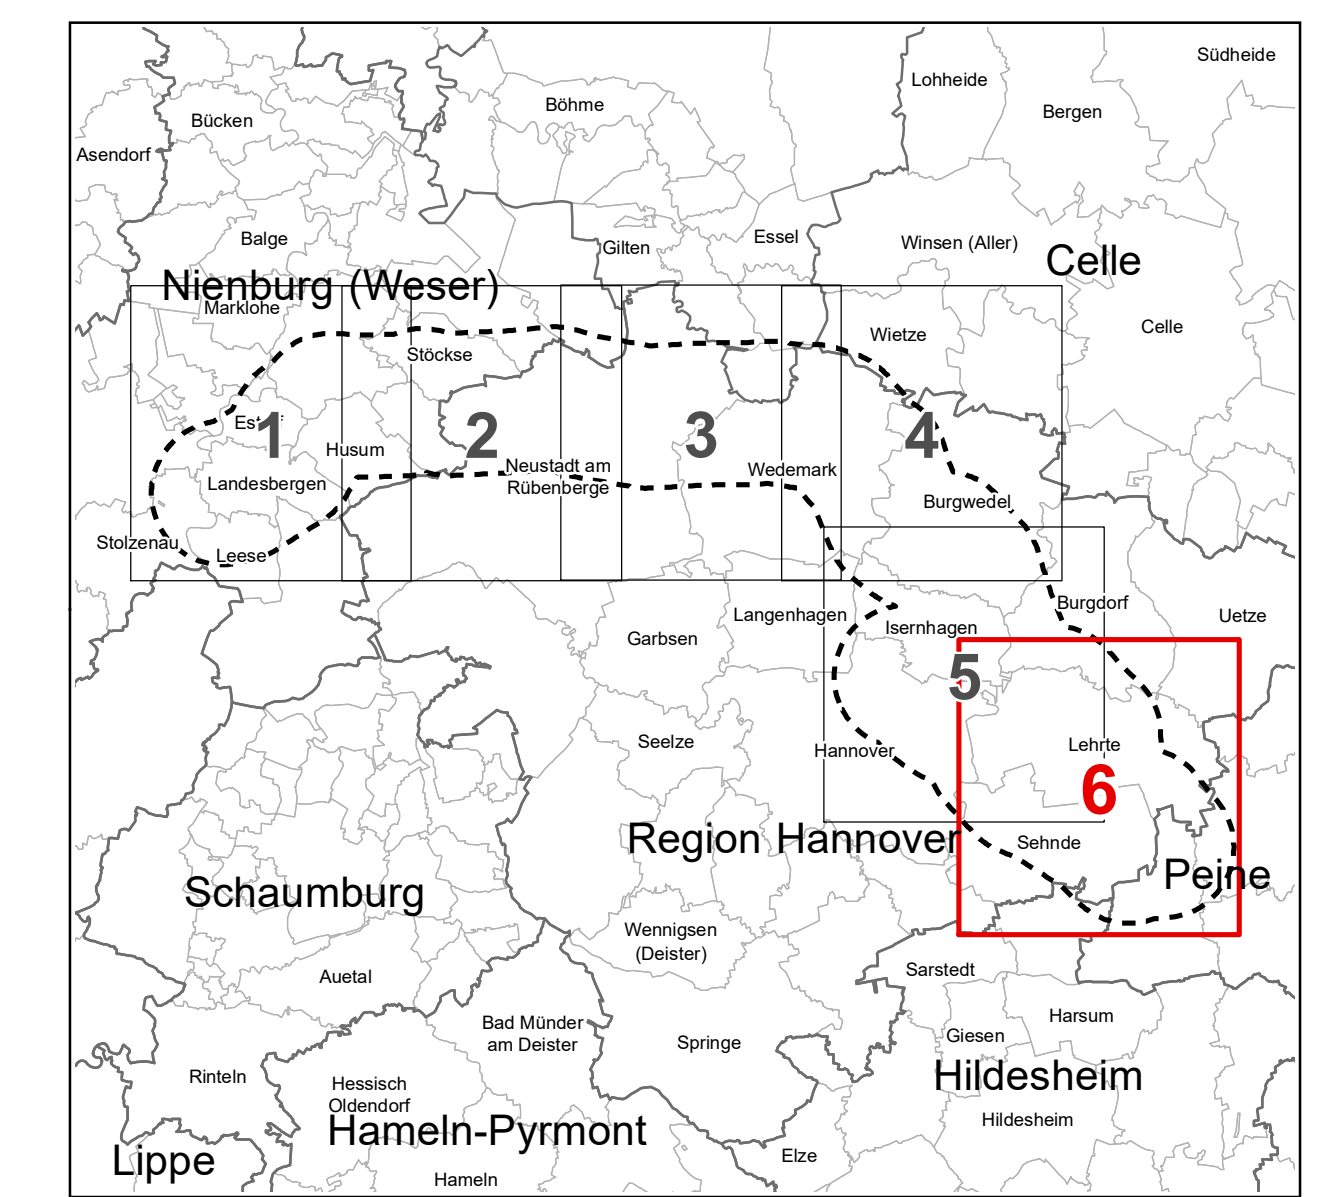 Südheide
Lohheide
Böhme
Bergen
Bücken
Asendorf
Balge
Gilten
Essel
Winsen (Aller)
Celle
Nienburg (Weser)
Marklohe
Celle
Wietze
Stöckse
1
2
3
4
Husum
Neustadt am
Rübenberge
Wedemark
Landesbergen
Burgwedel
Stolzenau
Leese
Burgdorf
Langenhagen
Uetze
Isernhagen
Garbsen
5
Seelze
Hannover
Lehrte
6
Region Hannover
Sehnde
Peine
Schaumburg
Wennigsen
(Deister)
Auetal
Sarstedt
Bad Münder
am Deister
Harsum
Giesen
Springe
Rinteln
Hessisch
Oldendorf
Hildesheim
Hildesheim
Hameln-Pyrmont
Elze
Lippe
Hameln